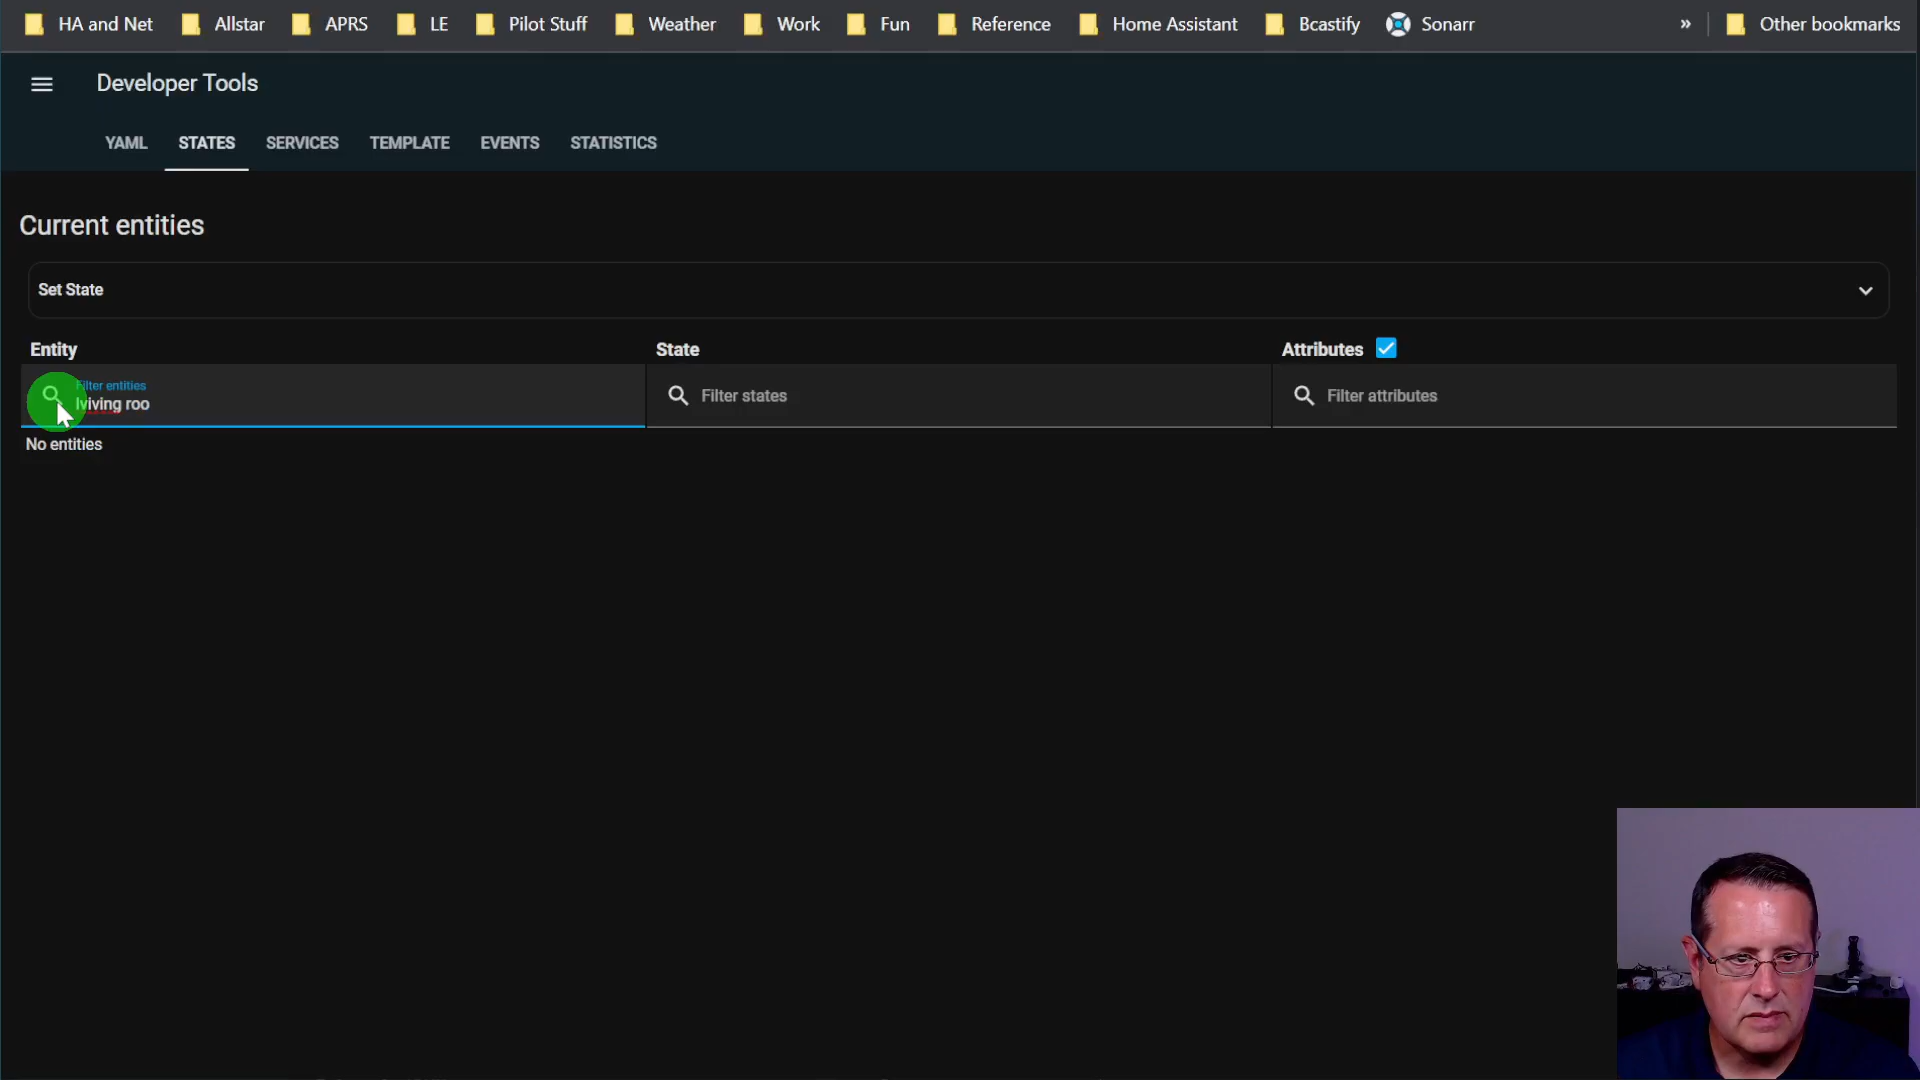 HA and Net Allstar APRS LE Pilot Stuff Weather Work Fun Reference Home Assistant Bcastify Sonarr » Other bookmarks
Developer Tools
YAML STATES SERVICES TEMPLATE EVENTS STATISTICS
Current entities
Set State
Entity State Attributes
Filter entities
lviving roo Filter states Filter attributes
No entities